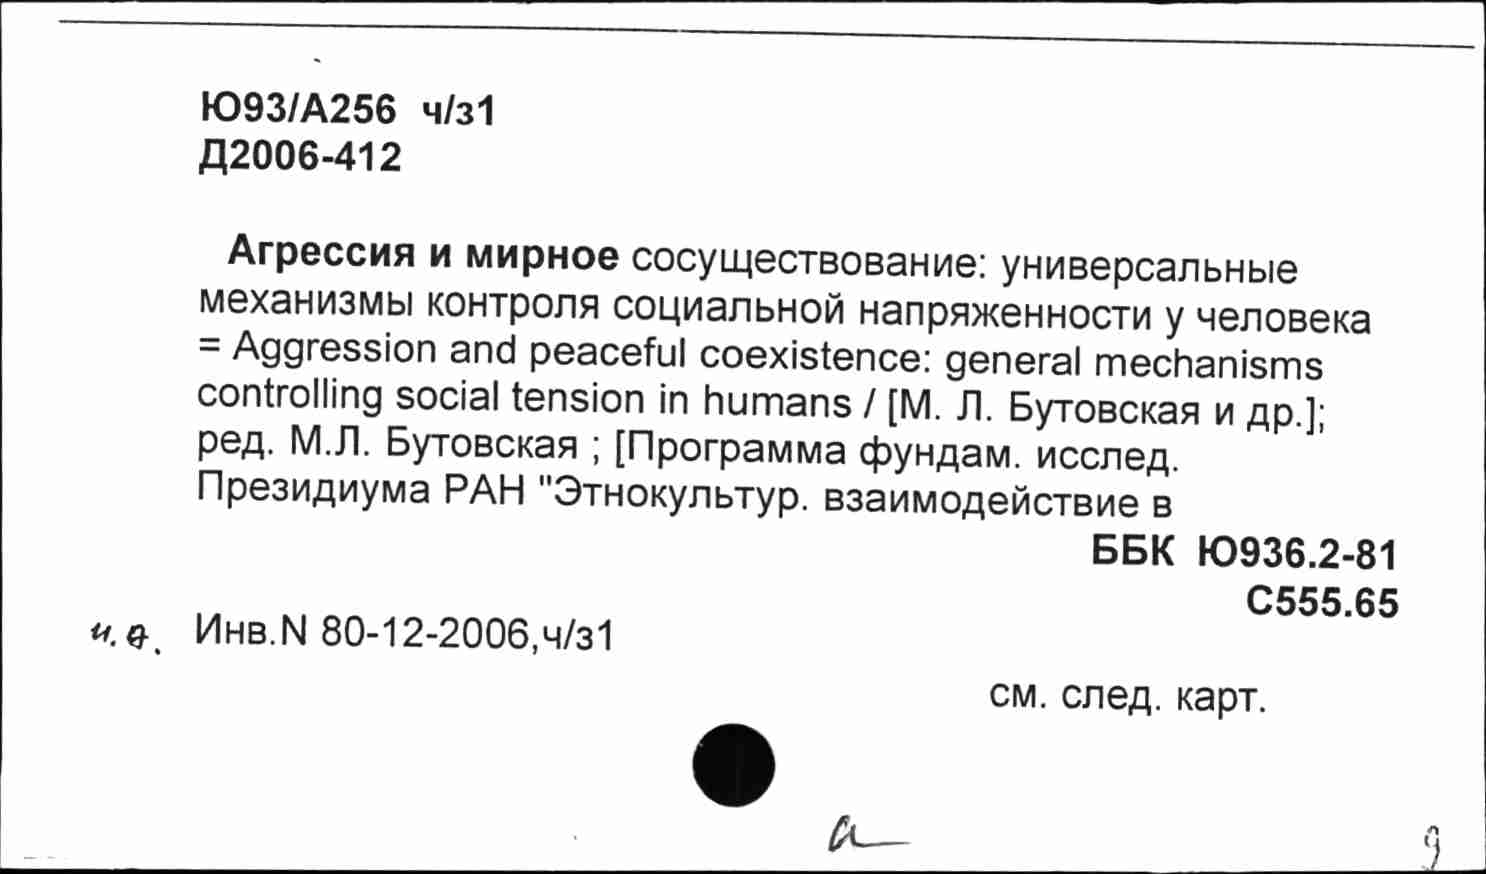 Ю93/А256 ч/з1
Д2006-412
Агрессия и мирное сосуществование: универсальные
механизмы контроля социальной напряженности у человека
= Aggression and peaceful coexistence: general mechanisms
controlling social tension in humans / [М. Л. Бутовская и др.];
ред. М.Л. Бутовская ; [Программа фундам. исслед.
Президиума РАН "Этнокультур. взаимодействие в
ББК Ю936.2-81
С555.65
Инв.N 80-12-2006,ч/з1
см. след. карт.
а